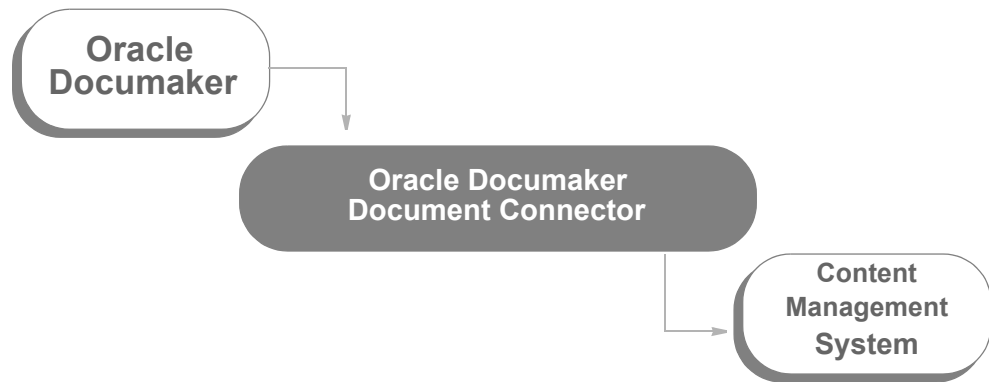 Oracle
Documaker
Oracle Documaker
Document Connector
Content
Management
System